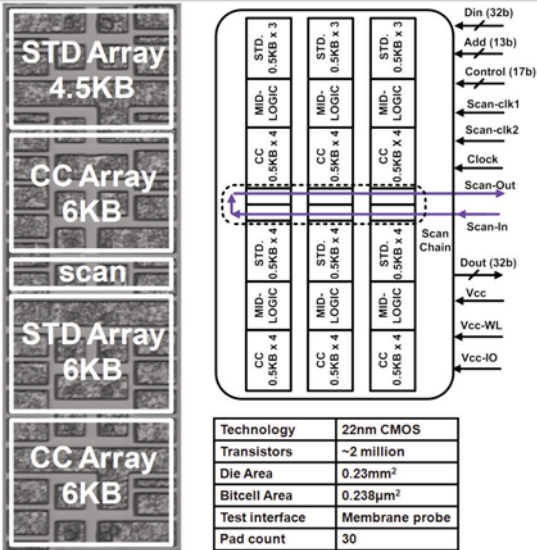 STD Array
4.5KB
CC Array
6KB
scan
STD Array
6KB
CC Array
6KB
STD.
0.5KB x 3
STD.
0.5KB x 3
STD.
0.5KB x 3
MID-
LOGIC
MID-
LOGIC
MID-
LOGIC
CC
0.5KB x 4
CC
0.5KB x 4
CC
0.5KB x 4
STD.
0.5KB x 4
STD.
0.5KB x 4
STD.
0.5KB x 4
MID-
LOGIC
MID-
LOGIC
MID-
LOGIC
CC
0.5KB x 4
CC
0.5KB x 4
CC
0.5KB x 4
Din (32b)
Add (13b)
Control (17b)
Scan-clk1
Scan-clk2
Clock
Scan-Out
Scan-In
Scan
Chain
Dout (32b)
Vcc
Vcc-WL
Vcc-IO
Technology 22nm CMOS
Transistors ~2 million
Die Area 0.23mm²
Bitcell Area 0.238µm²
Test interface Membrane probe
Pad count 30